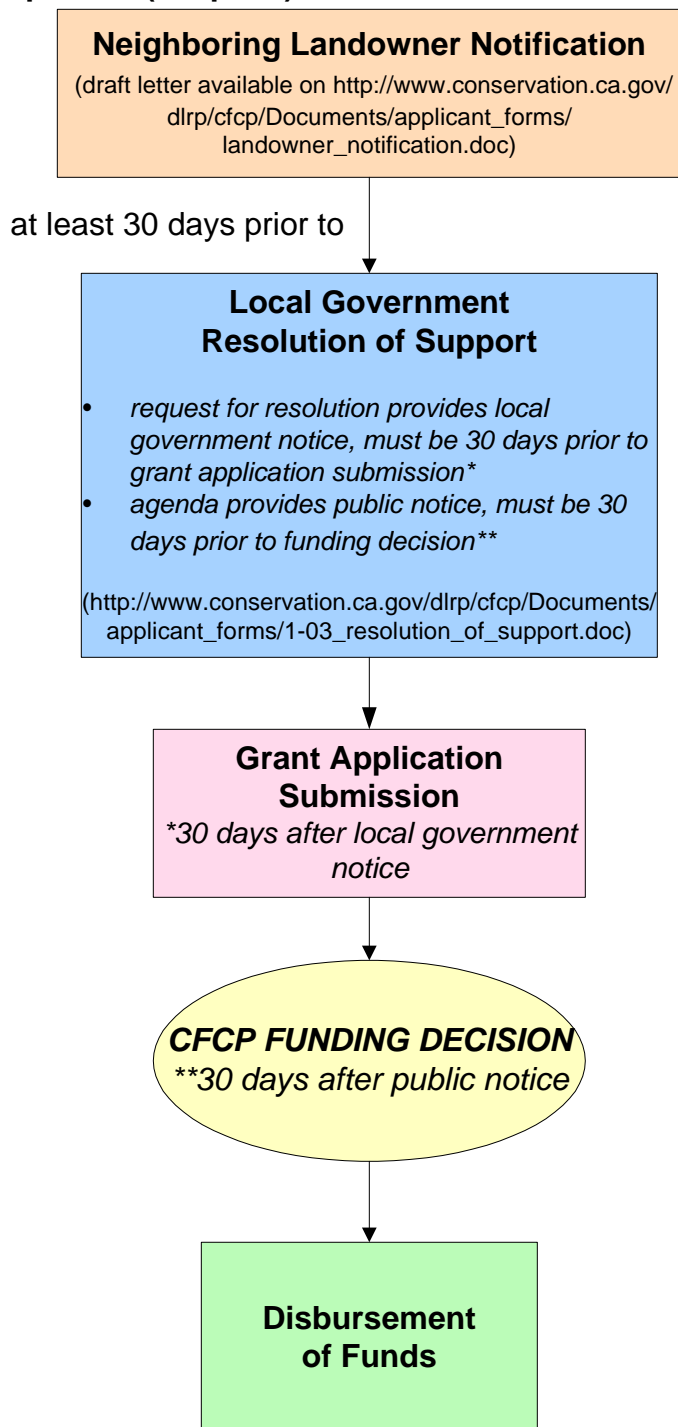 Neighboring Landowner Notification
(draft letter available on http://www.conservation.ca.gov/
dlrp/cfcp/Documents/applicant_forms/
landowner_notification.doc)
at least 30 days prior to
Local Government
Resolution of Support
• request for resolution provides local
government notice, must be 30 days prior to
grant application submission*
• agenda provides public notice, must be 30
days prior to funding decision**
(http://www.conservation.ca.gov/dlrp/cfcp/Documents/
applicant_forms/1-03_resolution_of_support.doc)
Grant Application
Submission
*30 days after local government
notice
CFCP FUNDING DECISION
**30 days after public notice
Disbursement
of Funds